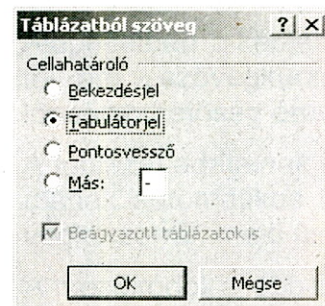 Táblázatból szöveg ? X
Cellahatároló
Bekezdésjel
Tabulátorjel
Pontosvessző
Más: -
Beágyazott táblázatok is
OK Mégse